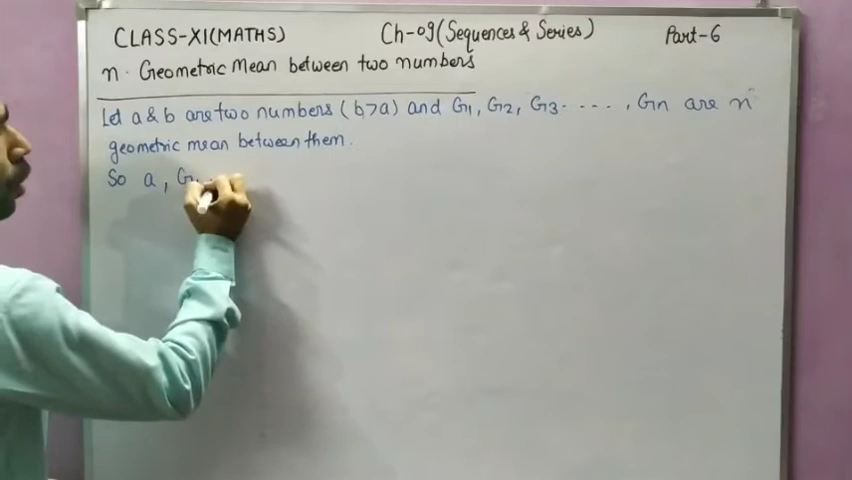 CLASS-XI(MATHS) Ch-09(Sequences & Series) Part-6
n. Geometric Mean between two numbers
Let a & b are two numbers (b>a) and G1, G2, G3. . . . ., Gn are n
geometric mean between them.
So a, G1